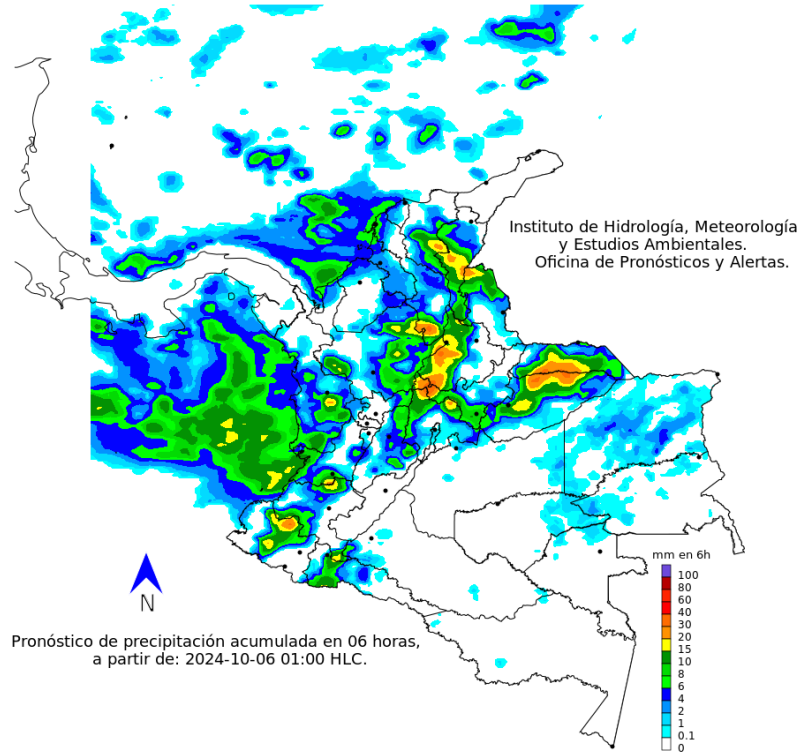 Instituto de Hidrología, Meteorología
y Estudios Ambientales.
Oficina de Pronósticos y Alertas.
N
Pronóstico de precipitación acumulada en 06 horas,
a partir de: 2024-10-06 01:00 HLC.
mm en 6h
100
80
60
40
30
20
15
10
8
6
4
2
1
0.1
0